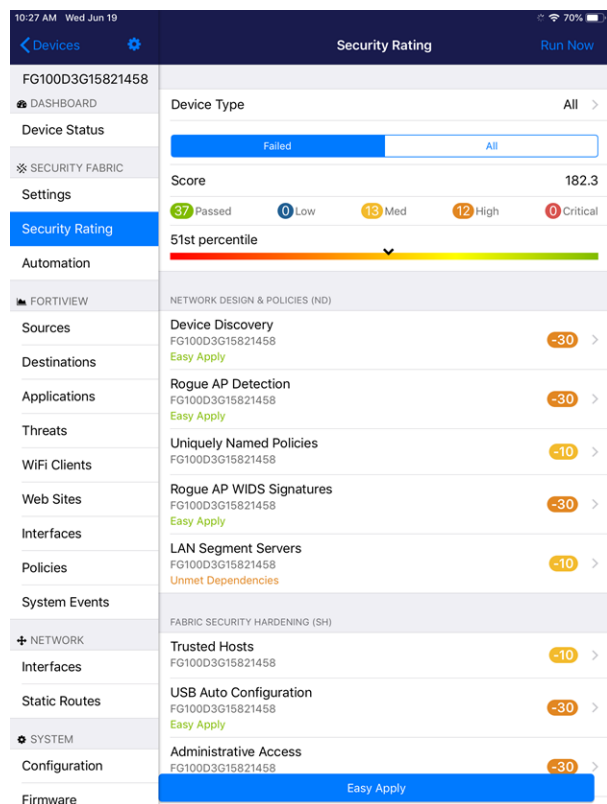 10:27 AM Wed Jun 19
70%
Devices
Security Rating
Run Now
FG100D3G15821458
DASHBOARD
Device Status
SECURITY FABRIC
Settings
Security Rating
Automation
FORTIVIEW
Sources
Destinations
Applications
Threats
WiFi Clients
Web Sites
Interfaces
Policies
System Events
NETWORK
Interfaces
Static Routes
SYSTEM
Configuration
Firmware
Device Type All
Failed All
Score 182.3
37 Passed 0 Low 13 Med 12 High 0 Critical
51st percentile
NETWORK DESIGN & POLICIES (ND)
Device Discovery
FG100D3G15821458
Easy Apply
-30
Rogue AP Detection
FG100D3G15821458
Easy Apply
-30
Uniquely Named Policies
FG100D3G15821458
-10
Rogue AP WIDS Signatures
FG100D3G15821458
Easy Apply
-30
LAN Segment Servers
FG100D3G15821458
Unmet Dependencies
-10
FABRIC SECURITY HARDENING (SH)
Trusted Hosts
FG100D3G15821458
-10
USB Auto Configuration
FG100D3G15821458
Easy Apply
-30
Administrative Access
FG100D3G15821458
-30
Easy Apply